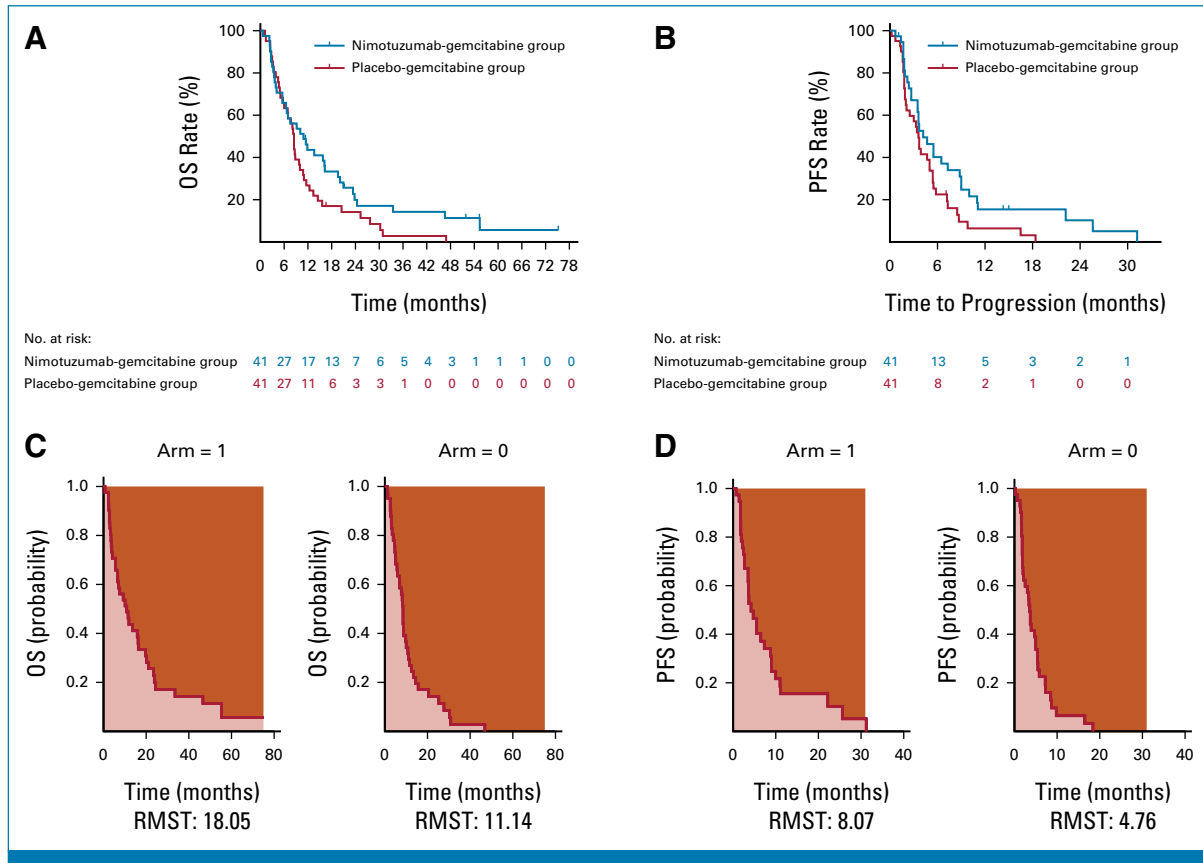 A
100
80
60
40
20
OS Rate (%)
Nimotuzumab-gemcitabine group
Placebo-gemcitabine group
0 6 12 18 24 30 36 42 48 54 60 66 72 78
Time (months)
No. at risk:
Nimotuzumab-gemcitabine group 41 27 17 13 7 6 5 4 3 1 1 1 0 0
Placebo-gemcitabine group 41 27 11 6 3 3 1 0 0 0 0 0 0 0
B
100
80
60
40
20
PFS Rate (%)
Nimotuzumab-gemcitabine group
Placebo-gemcitabine group
0 6 12 18 24 30
Time to Progression (months)
No. at risk:
Nimotuzumab-gemcitabine group 41 13 5 3 2 1
Placebo-gemcitabine group 41 8 2 1 0 0
C
Arm = 1
1.0
0.8
0.6
0.4
0.2
OS (probability)
0 20 40 60 80
Time (months)
RMST: 18.05
Arm = 0
1.0
0.8
0.6
0.4
0.2
OS (probability)
0 20 40 60 80
Time (months)
RMST: 11.14
D
Arm = 1
1.0
0.8
0.6
0.4
0.2
PFS (probability)
0 10 20 30 40
Time (months)
RMST: 8.07
Arm = 0
1.0
0.8
0.6
0.4
0.2
PFS (probability)
0 10 20 30 40
Time (months)
RMST: 4.76